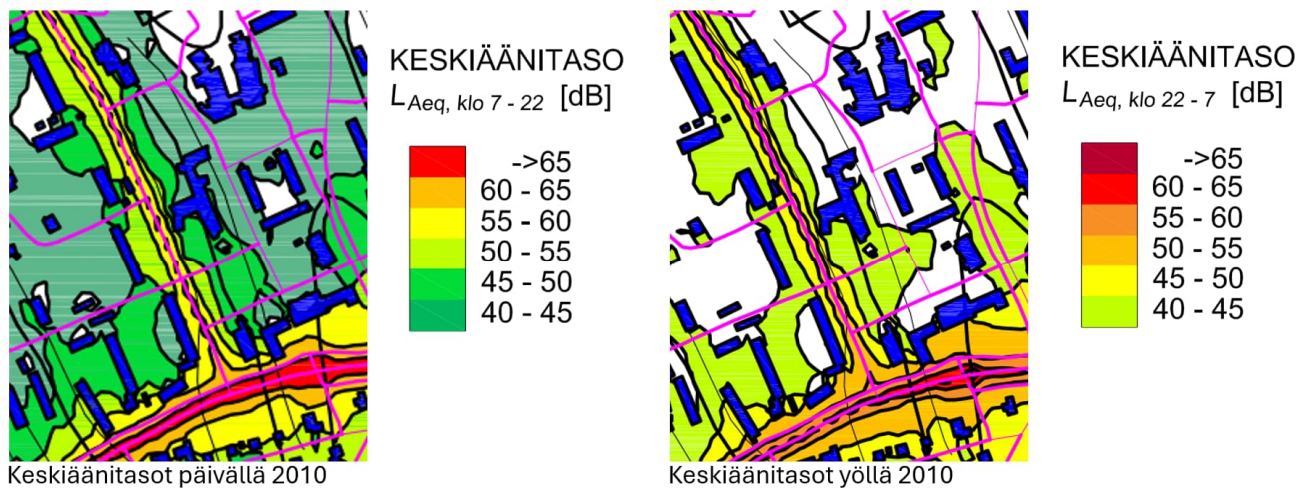 KESKIÄÄNITASO
LAeq, klo 7 - 22 [dB]
->65
60 - 65
55 - 60
50 - 55
45 - 50
40 - 45
Keskiäänitasot päivällä 2010
KESKIÄÄNITASO
LAeq, klo 22 - 7 [dB]
->65
60 - 65
55 - 60
50 - 55
45 - 50
40 - 45
Keskiäänitasot yöllä 2010